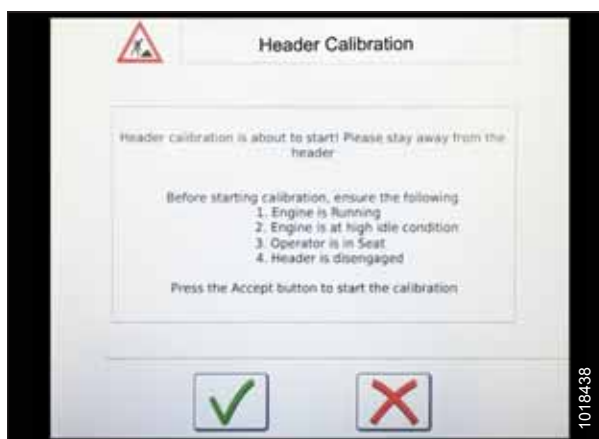 Header Calibration
Header calibration is about to start! Please stay away from the
header
Before starting calibration, ensure the following
1. Engine is Running
2. Engine is at high idle condition
3. Operator is in Seat
4. Header is disengaged
Press the Accept button to start the calibration
1018438